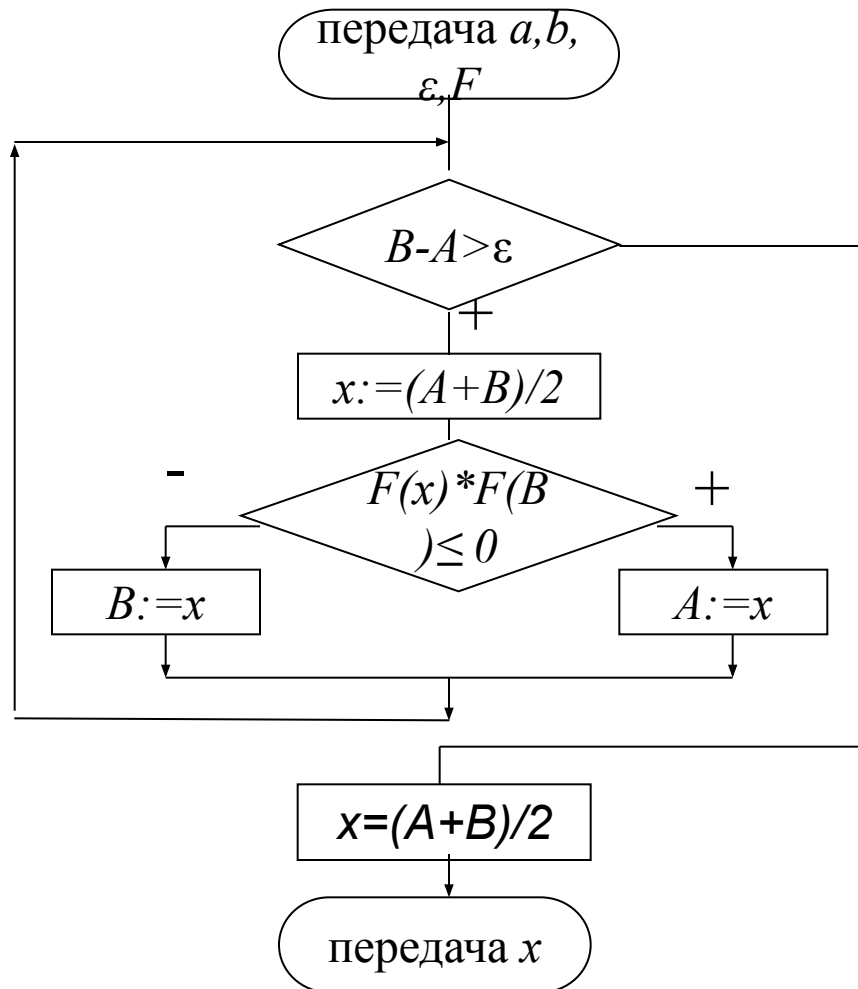 передача a,b,
ε,F
B-A>ε
+
x:=(A+B)/2
-
F(x)*F(B
)≤ 0
+
B:=x
A:=x
x=(A+B)/2
передача x